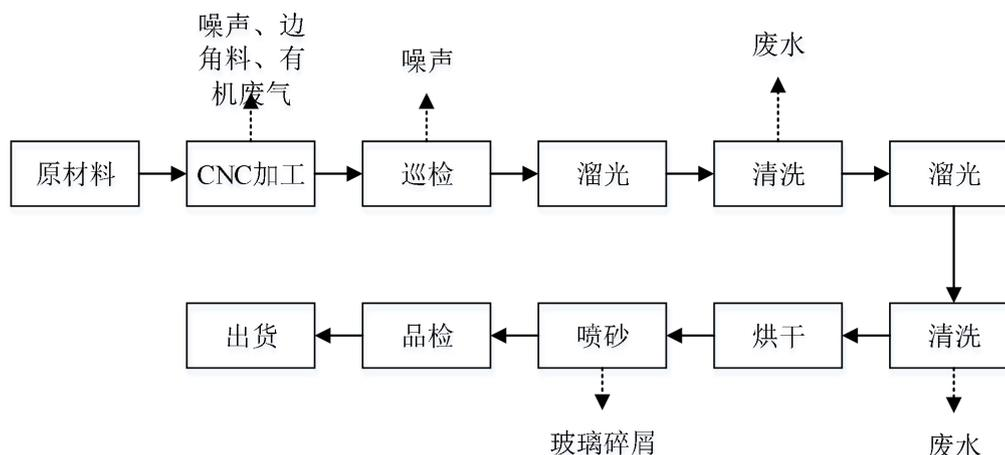 噪声、边
角料、有
机废气
噪声
废水
原材料
CNC加工
巡检
溜光
清洗
溜光
出货
品检
喷砂
烘干
清洗
玻璃碎屑
废水